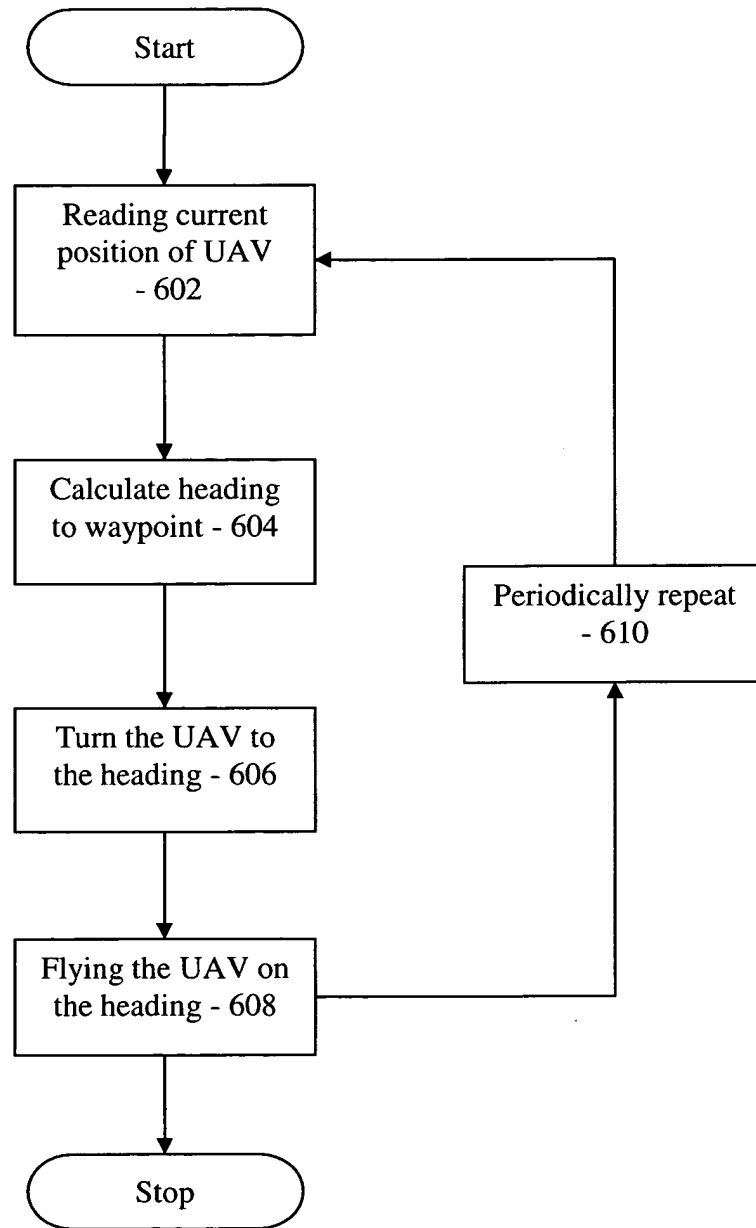 Start
Reading current
position of UAV
- 602
Calculate heading
to waypoint - 604
Periodically repeat
- 610
Turn the UAV to
the heading - 606
Flying the UAV on
the heading - 608
Stop